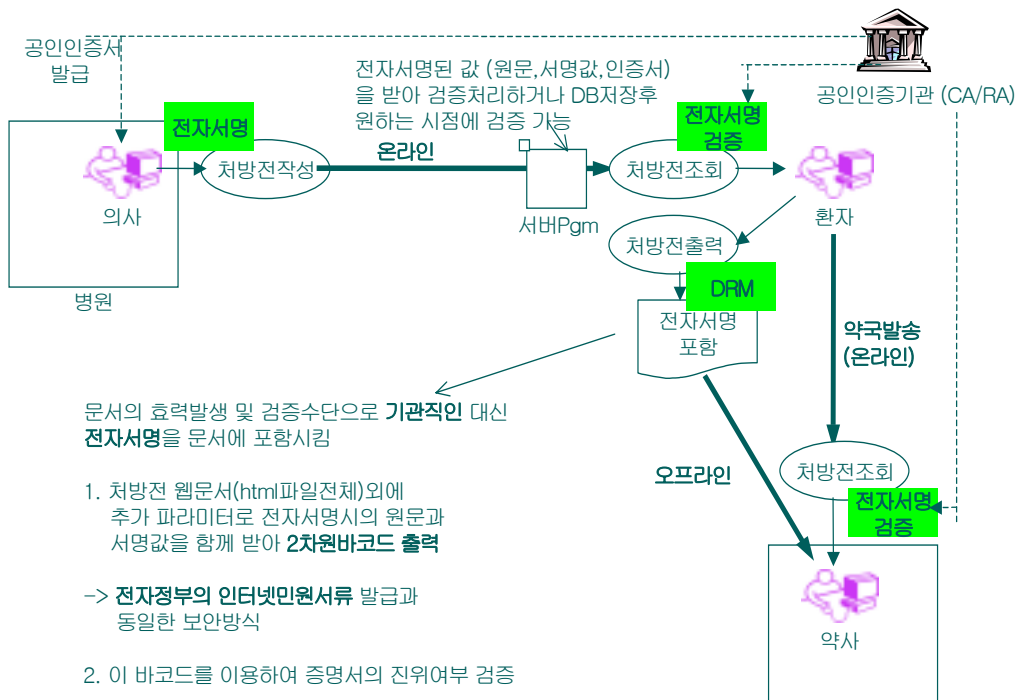 공인인증서
발급
공인인증기관 (CA/RA)
전자서명된 값 (원문,서명값,인증서)
을 받아 검증처리하거나 DB저장후
원하는 시점에 검증 가능
전자서명
전자서명
검증
온라인
처방전작성
처방전조회
의사
서버Pgm
환자
병원
처방전출력
DRM
전자서명
포함
약국발송
(온라인)
문서의 효력발생 및 검증수단으로 기관직인 대신
전자서명을 문서에 포함시킴
오프라인
처방전조회
전자서명
검증
1. 처방전 웹문서(html파일전체)외에
추가 파라미터로 전자서명시의 원문과
서명값을 함께 받아 2차원바코드 출력
-> 전자정부의 인터넷민원서류 발급과
동일한 보안방식
약사
2. 이 바코드를 이용하여 증명서의 진위여부 검증